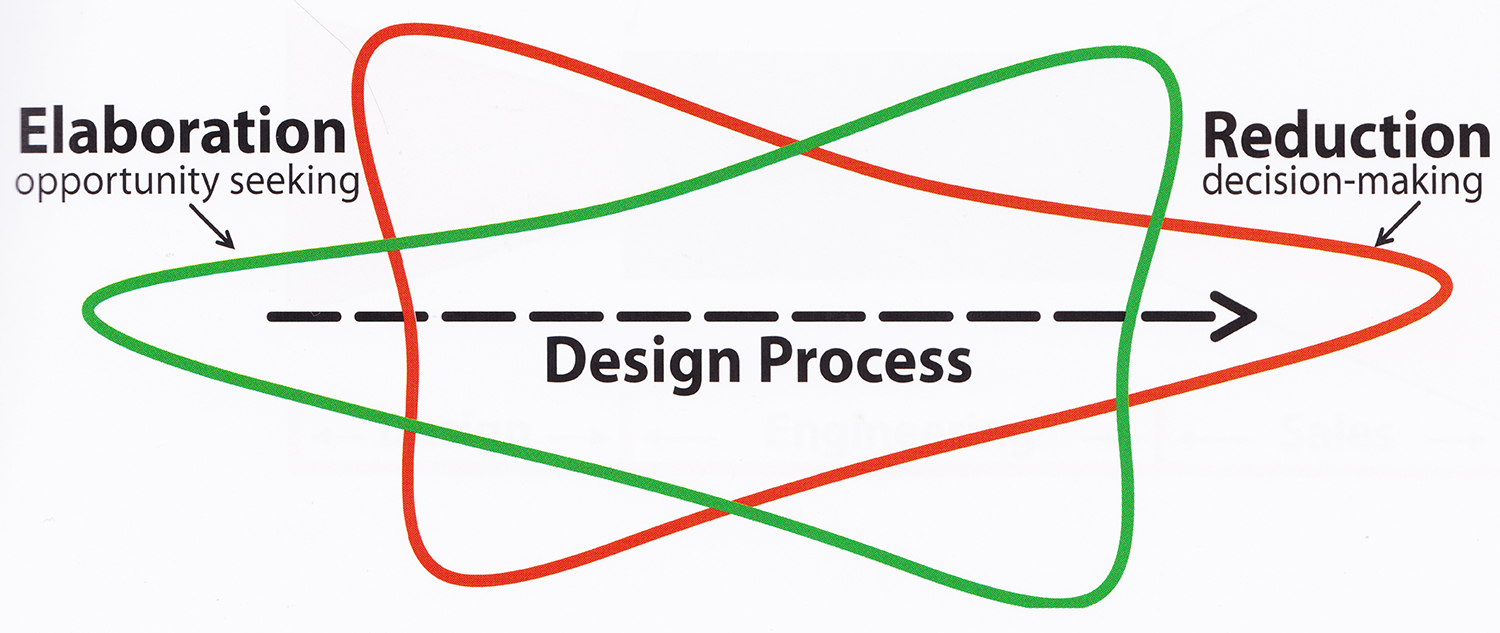 Elaboration
opportunity seeking
Reduction
decision-making
Design Process